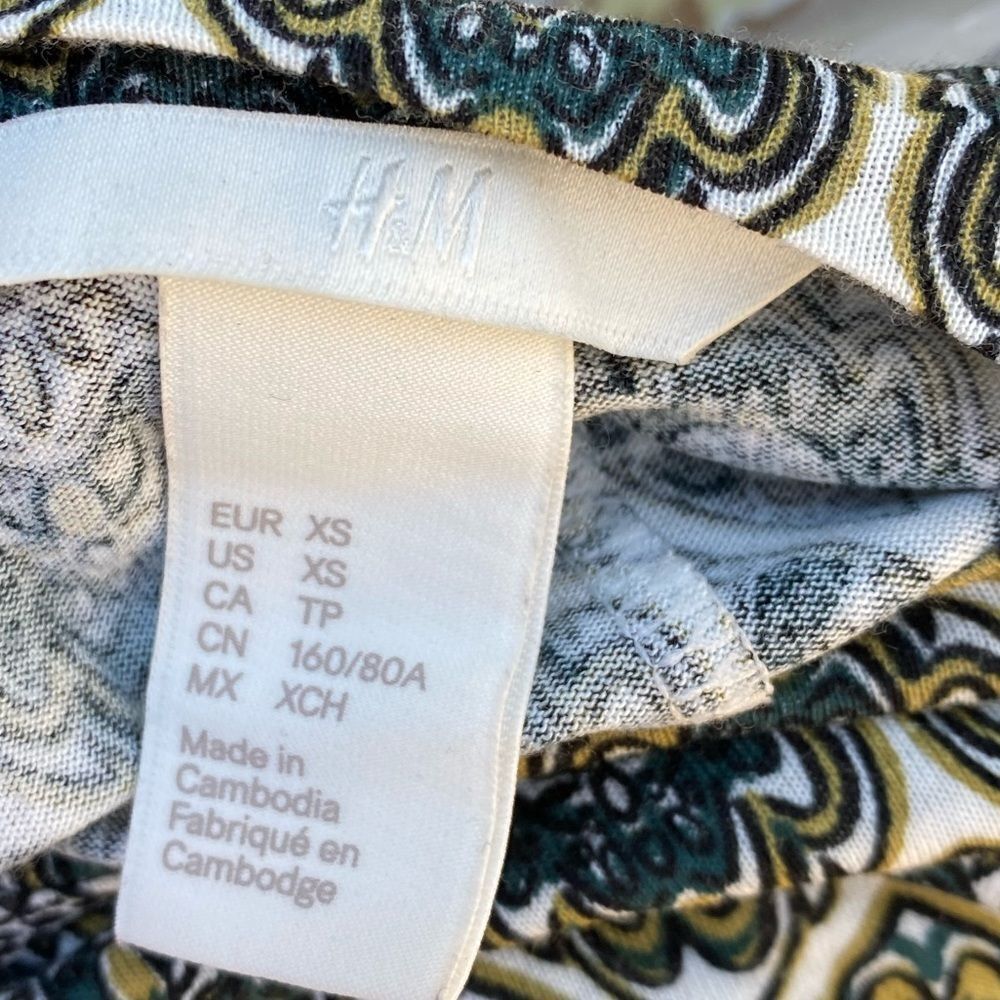 H&M
EUR XS
US XS
CA TP
CN 160/80A
MX XCH
Made in
Cambodia
Fabriqué en
Cambodge